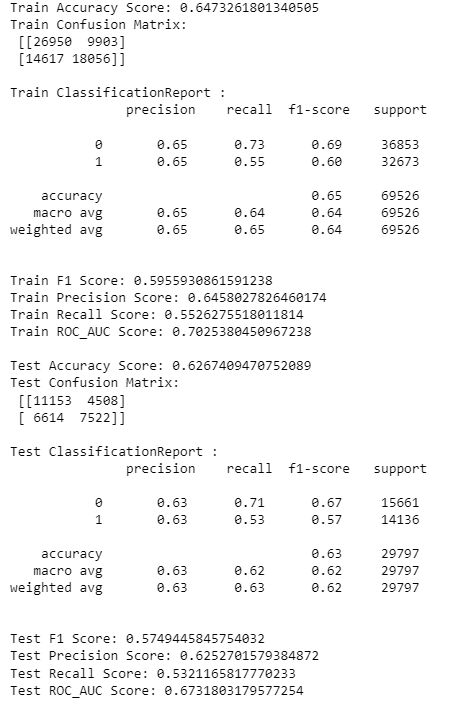 Train Accuracy Score: 0.6473261801340505
Train Confusion Matrix:
[[26950 9903]
[14617 18056]]
Train ClassificationReport :
precision recall f1-score support
0 0.65 0.73 0.69 36853
1 0.65 0.55 0.60 32673
accuracy 0.65 69526
macro avg 0.65 0.64 0.64 69526
weighted avg 0.65 0.65 0.64 69526
Train F1 Score: 0.5955930861591238
Train Precision Score: 0.6458027826460174
Train Recall Score: 0.5526275518011814
Train ROC_AUC Score: 0.7025380450967238
Test Accuracy Score: 0.6267409470752089
Test Confusion Matrix:
[[11153 4508]
[ 6614 7522]]
Test ClassificationReport :
precision recall f1-score support
0 0.63 0.71 0.67 15661
1 0.63 0.53 0.57 14136
accuracy 0.63 29797
macro avg 0.63 0.62 0.62 29797
weighted avg 0.63 0.63 0.62 29797
Test F1 Score: 0.5749445845754032
Test Precision Score: 0.6252701579384872
Test Recall Score: 0.5321165817770233
Test ROC_AUC Score: 0.6731803179577254